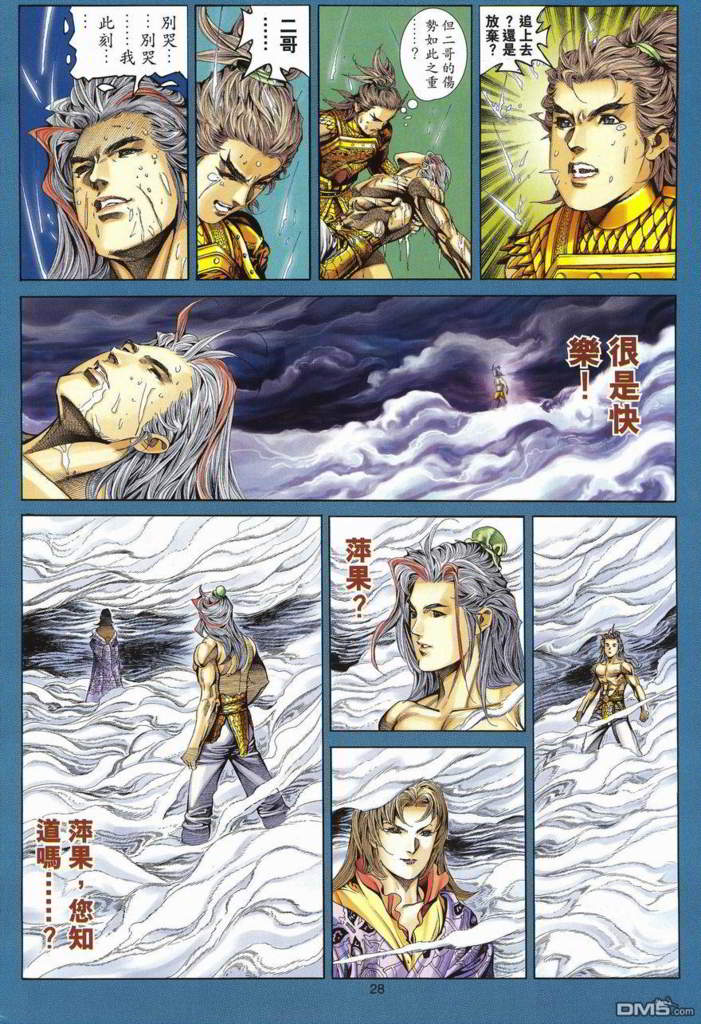 追上去
?還是
放棄?
但二哥的傷
勢如此之重
……?
二哥
……
別哭…
……別哭
……我
此刻…
很是快
樂!
萍果?
萍果，您知
道嗎……?
28
DM5.com